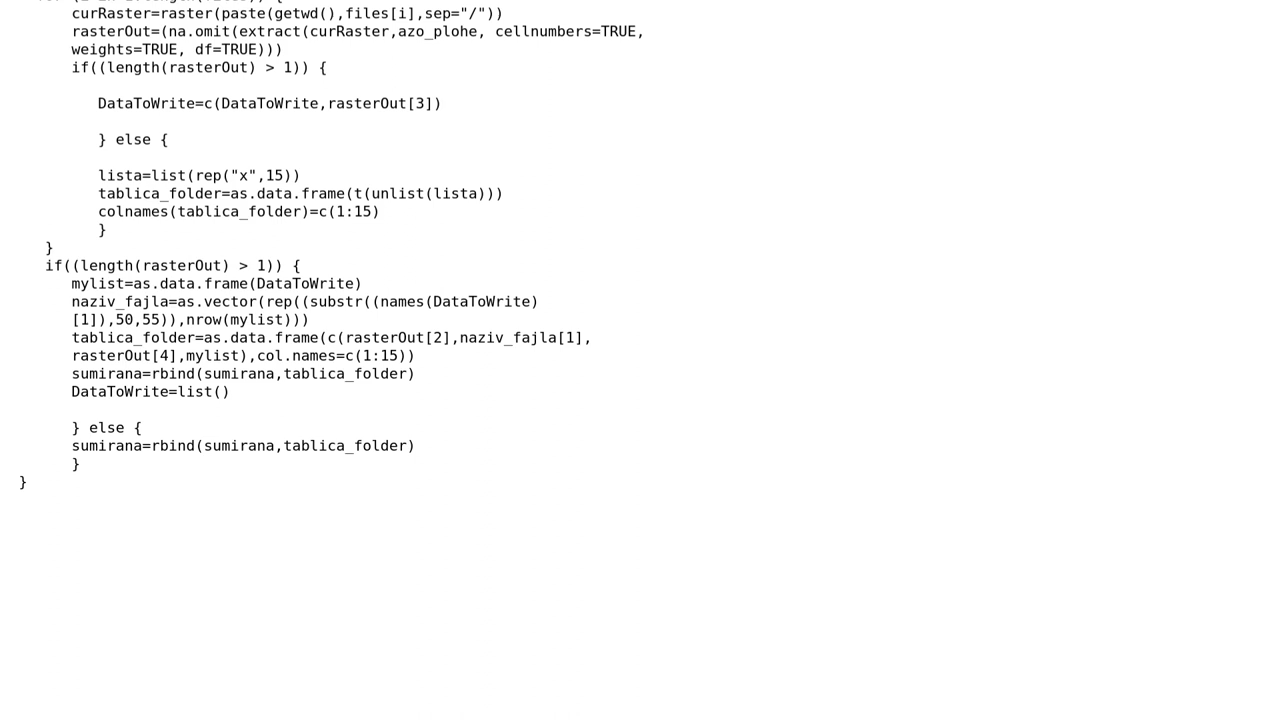 curRaster=raster(paste(getwd(),files[i],sep="/"))
rasterOut=(na.omit(extract(curRaster,azo_plohe, cellnumbers=TRUE,
weights=TRUE, df=TRUE)))
if((length(rasterOut) > 1)) {
DataToWrite=c(DataToWrite,rasterOut[3])
} else {
lista=list(rep("x",15))
tablica_folder=as.data.frame(t(unlist(lista)))
colnames(tablica_folder)=c(1:15)
}
}
if((length(rasterOut) > 1)) {
mylist=as.data.frame(DataToWrite)
naziv_fajla=as.vector(rep((substr((names(DataToWrite)
[1]),50,55)),nrow(mylist)))
tablica_folder=as.data.frame(c(rasterOut[2],naziv_fajla[1],
rasterOut[4],mylist),col.names=c(1:15))
sumirana=rbind(sumirana,tablica_folder)
DataToWrite=list()
} else {
sumirana=rbind(sumirana,tablica_folder)
}
}